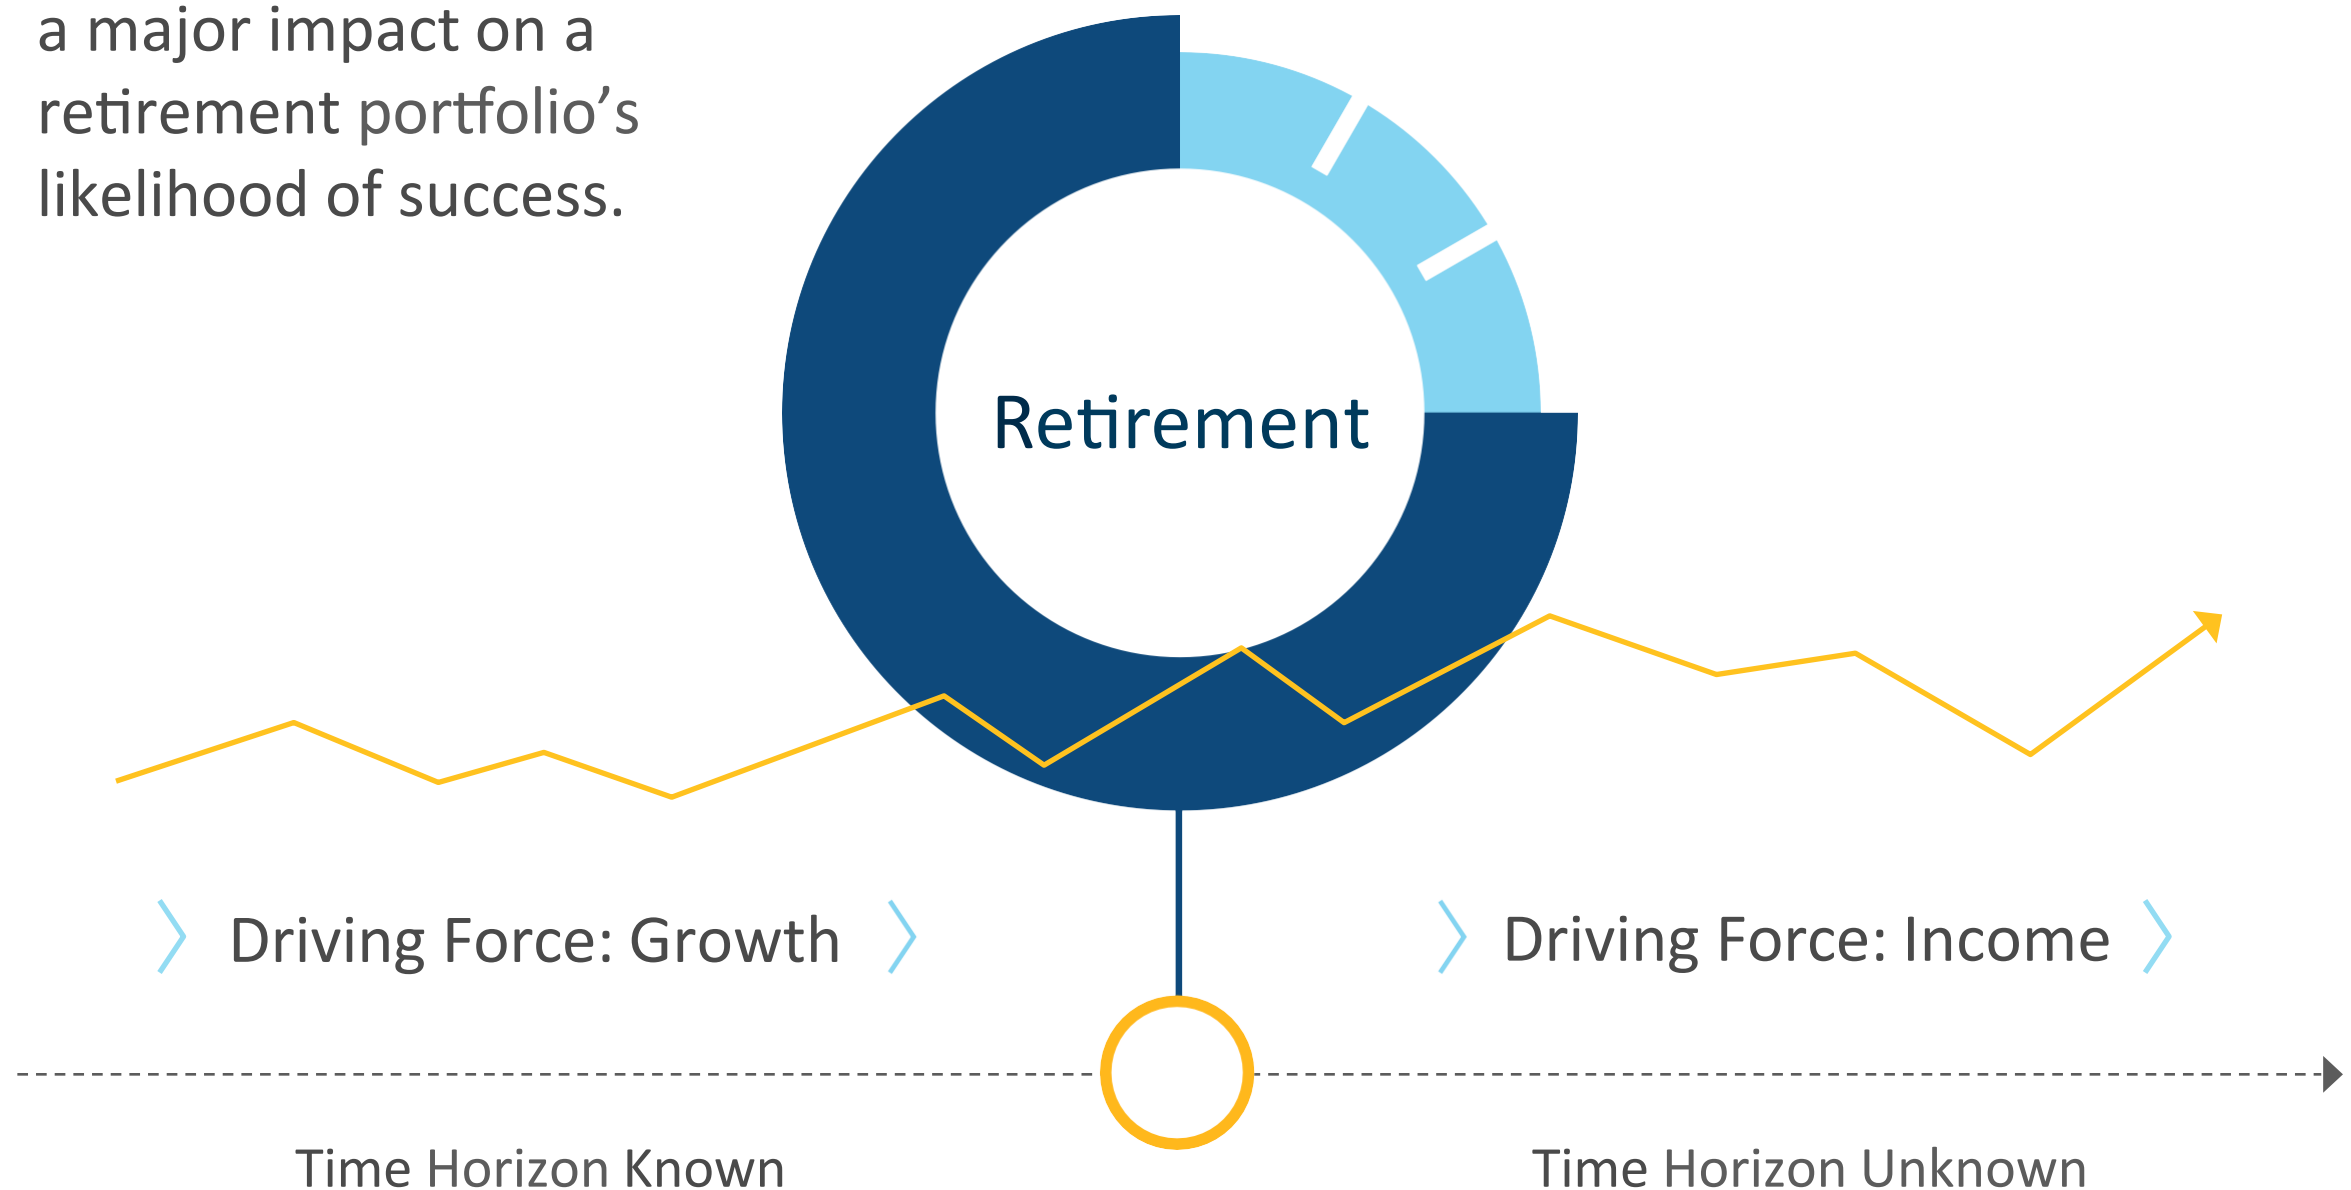 a major impact on a
retirement portfolio’s
likelihood of success.
Retirement
Driving Force: Growth
Driving Force: Income
Time Horizon Known
Time Horizon Unknown